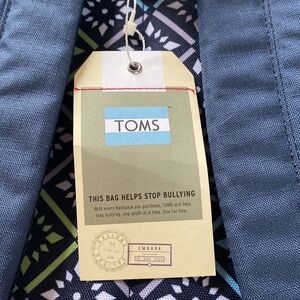 TOMS
THIS BAG HELPS STOP BULLYING
With every backpack you purchase, TOMS will help
stop bullying, one youth at a time. One for One.
EMBARK